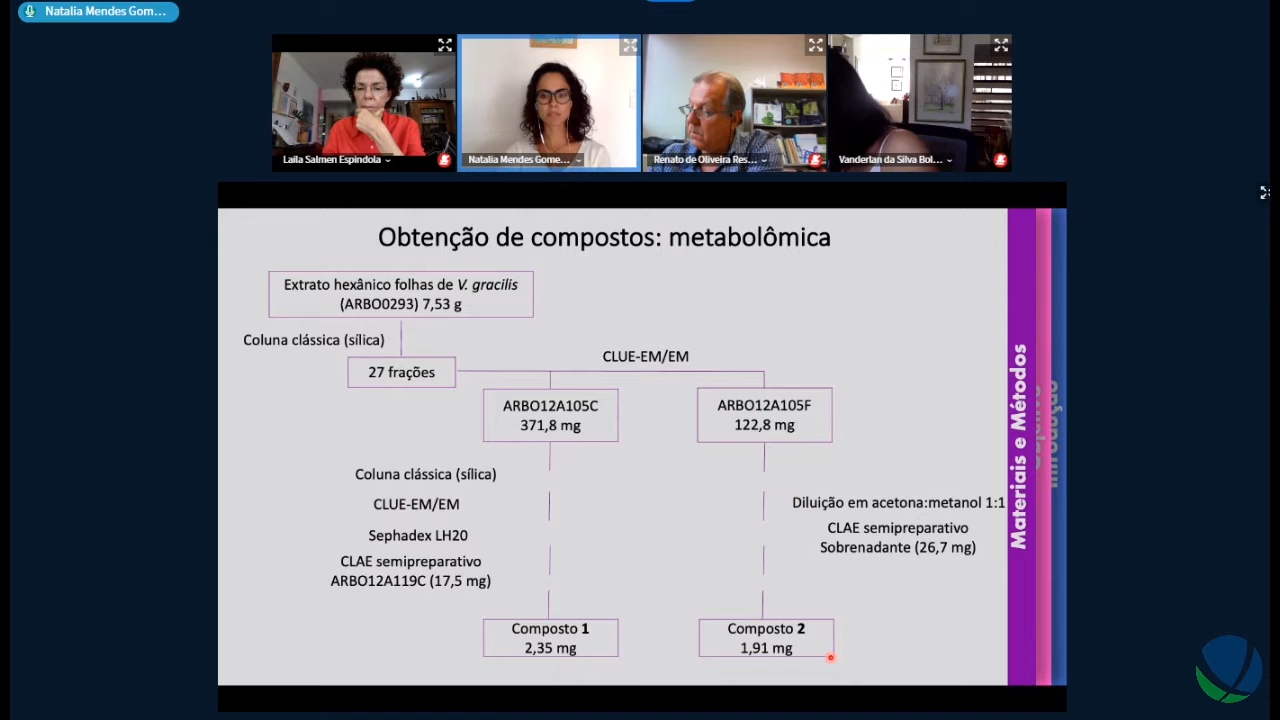 Natalia Mendes Gom...
Laila Salmen Espindola
Natalia Mendes Gome...
Renato de Oliveira Res...
Vanderlan da Silva Bol...
Obtenção de compostos: metabolômica
Extrato hexânico folhas de V. gracilis
(ARBO0293) 7,53 g
Coluna clássica (sílica)
27 frações
CLUE-EM/EM
ARBO12A105C
371,8 mg
ARBO12A105F
122,8 mg
Coluna clássica (sílica)
CLUE-EM/EM
Sephadex LH20
CLAE semipreparativo
ARBO12A119C (17,5 mg)
Diluição em acetona:metanol 1:1
CLAE semipreparativo
Sobrenadante (26,7 mg)
Composto 1
2,35 mg
Composto 2
1,91 mg
Materiais e Métodos
Objetivo
Introdução